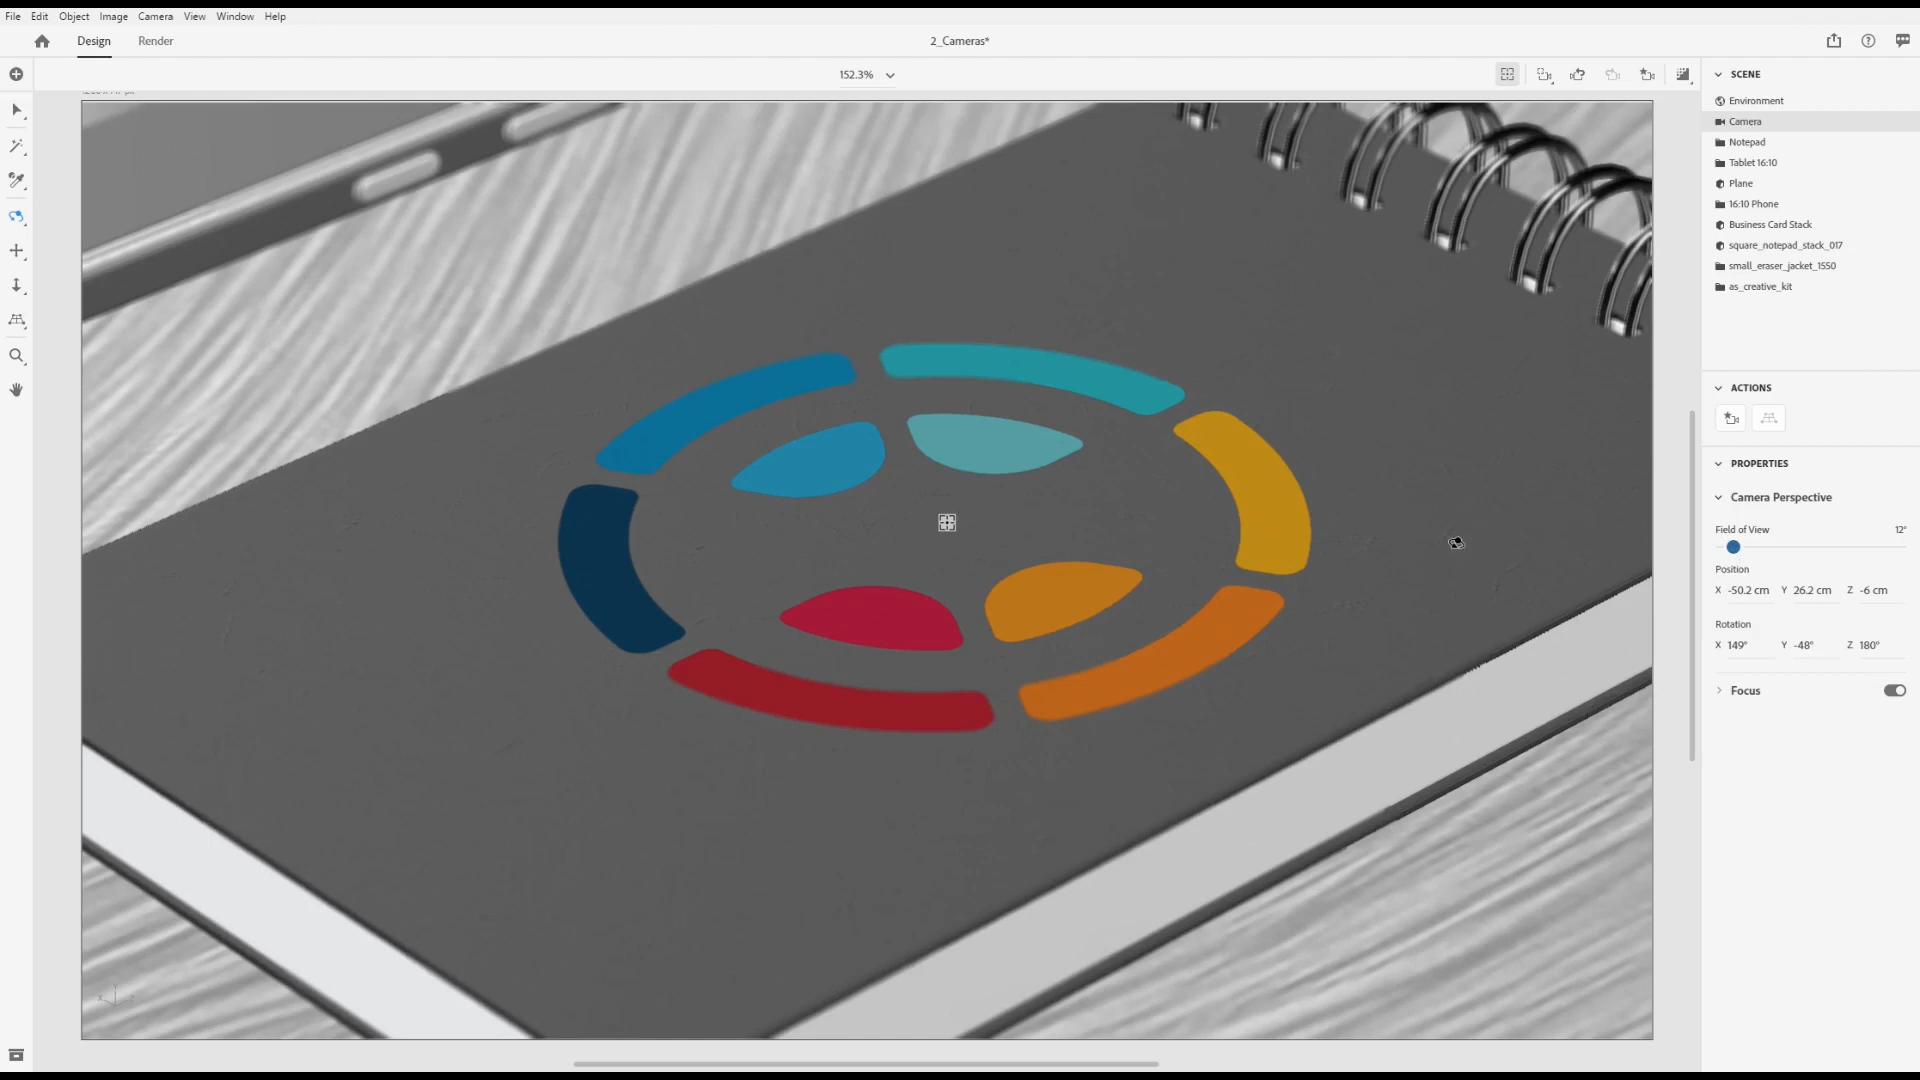 File Edit Object Image Camera View Window Help
Design Render 2_Cameras*
152.3%
SCENE
Environment
Camera
Notepad
Tablet 16:10
Plane
16:10 Phone
Business Card Stack
square_notepad_stack_017
small_eraser_jacket_1550
as_creative_kit
ACTIONS
PROPERTIES
Camera Perspective
Field of View 12°
Position
X -50.2 cm Y 26.2 cm Z -6 cm
Rotation
X 149° Y -48° Z 180°
Focus